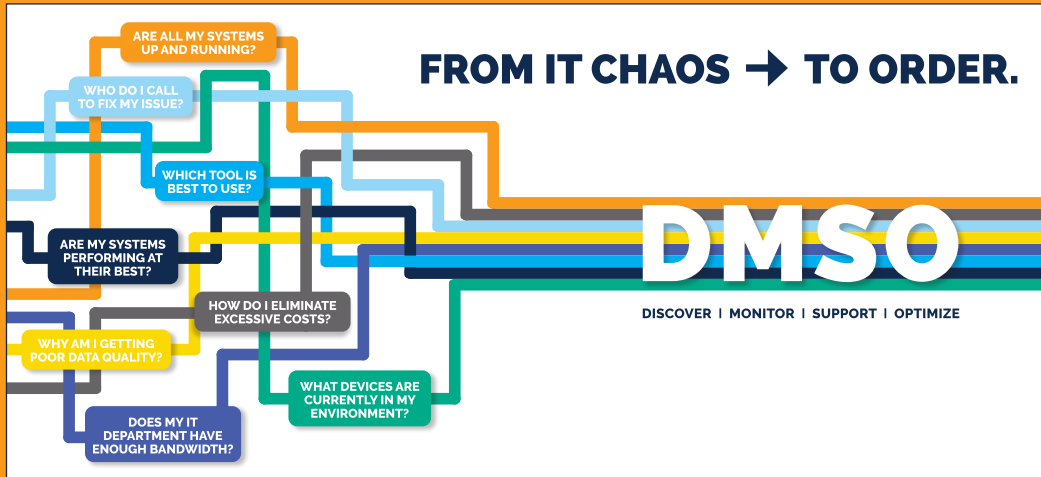 ARE ALL MY SYSTEMS
UP AND RUNNING?
FROM IT CHAOS → TO ORDER.
WHO DO I CALL
TO FIX MY ISSUE?
WHICH TOOL IS
BEST TO USE?
ARE MY SYSTEMS
PERFORMING AT
THEIR BEST?
DMSO
DISCOVER | MONITOR | SUPPORT | OPTIMIZE
HOW DO I ELIMINATE
EXCESSIVE COSTS?
WHY AM I GETTING
POOR DATA QUALITY?
WHAT DEVICES ARE
CURRENTLY IN MY
ENVIRONMENT?
DOES MY IT
DEPARTMENT HAVE
ENOUGH BANDWIDTH?